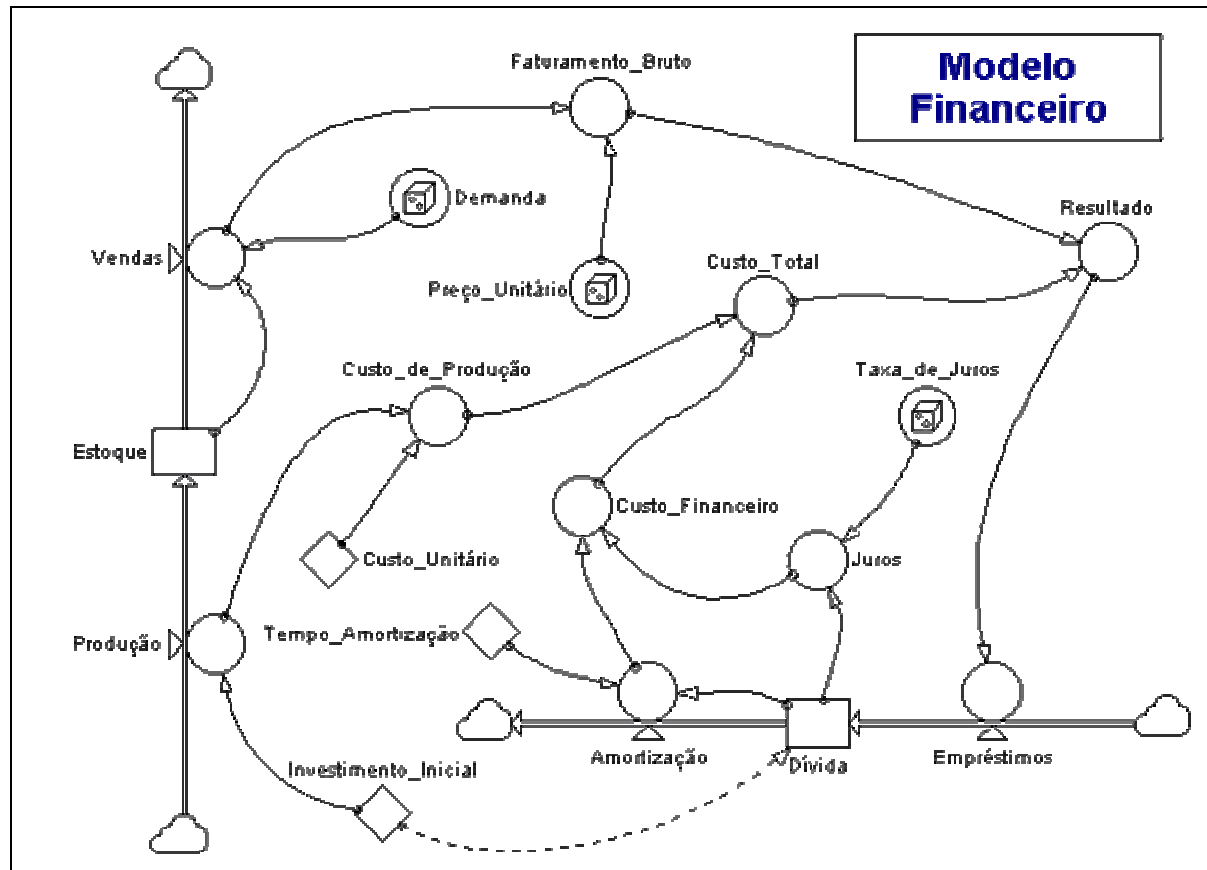 Modelo
Financeiro
Faturamento_Bruto
Demanda
Resultado
Vendas
Custo_Total
Preço_Unitário
Custo_de_Produção
Taxa_de_Juros
Estoque
Custo_Financeiro
Custo_Unitário
Juros
Tempo_Amortização
Produção
Amortização
Dívida
Empréstimos
Investimento_Inicial